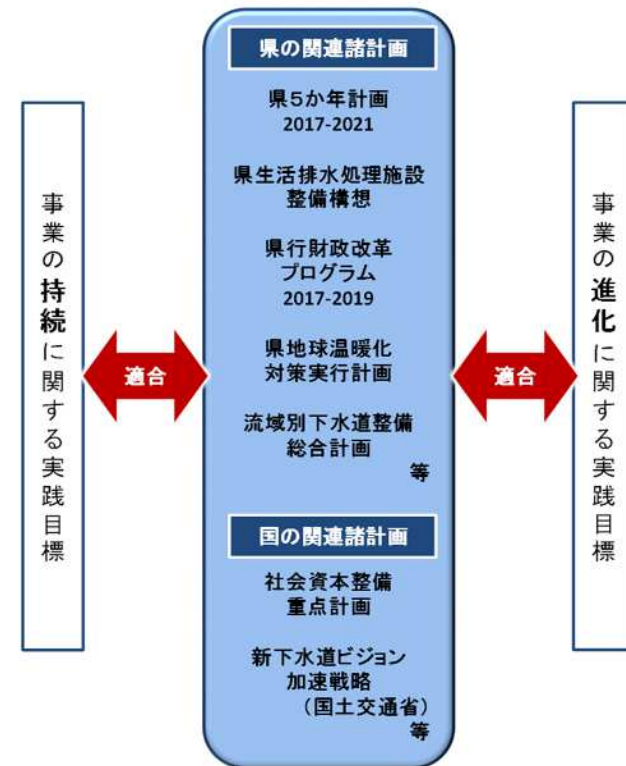 事業の持続に関する実践目標
適合
県の関連諸計画
県5か年計画
2017-2021
県生活排水処理施設
整備構想
県行財政改革
プログラム
2017-2019
県地球温暖化
対策実行計画
流域別下水道整備
総合計画
等
国の関連諸計画
社会資本整備
重点計画
新下水道ビジョン
加速戦略
（国土交通省）
等
適合
事業の進化に関する実践目標